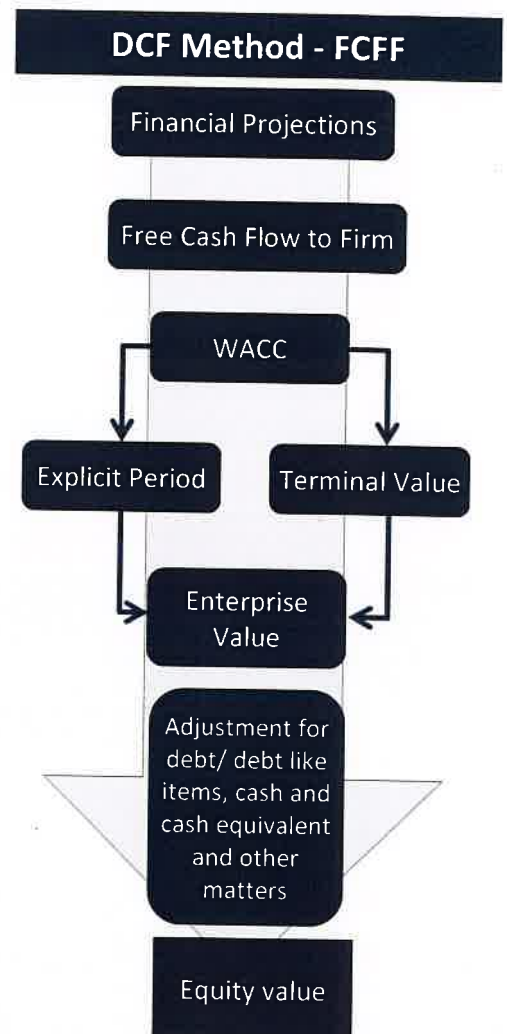 DCF Method - FCFF
Financial Projections
Free Cash Flow to Firm
WACC
Explicit Period
Terminal Value
Enterprise
Value
Adjustment for
debt/ debt like
items, cash and
cash equivalent
and other
matters
Equity value